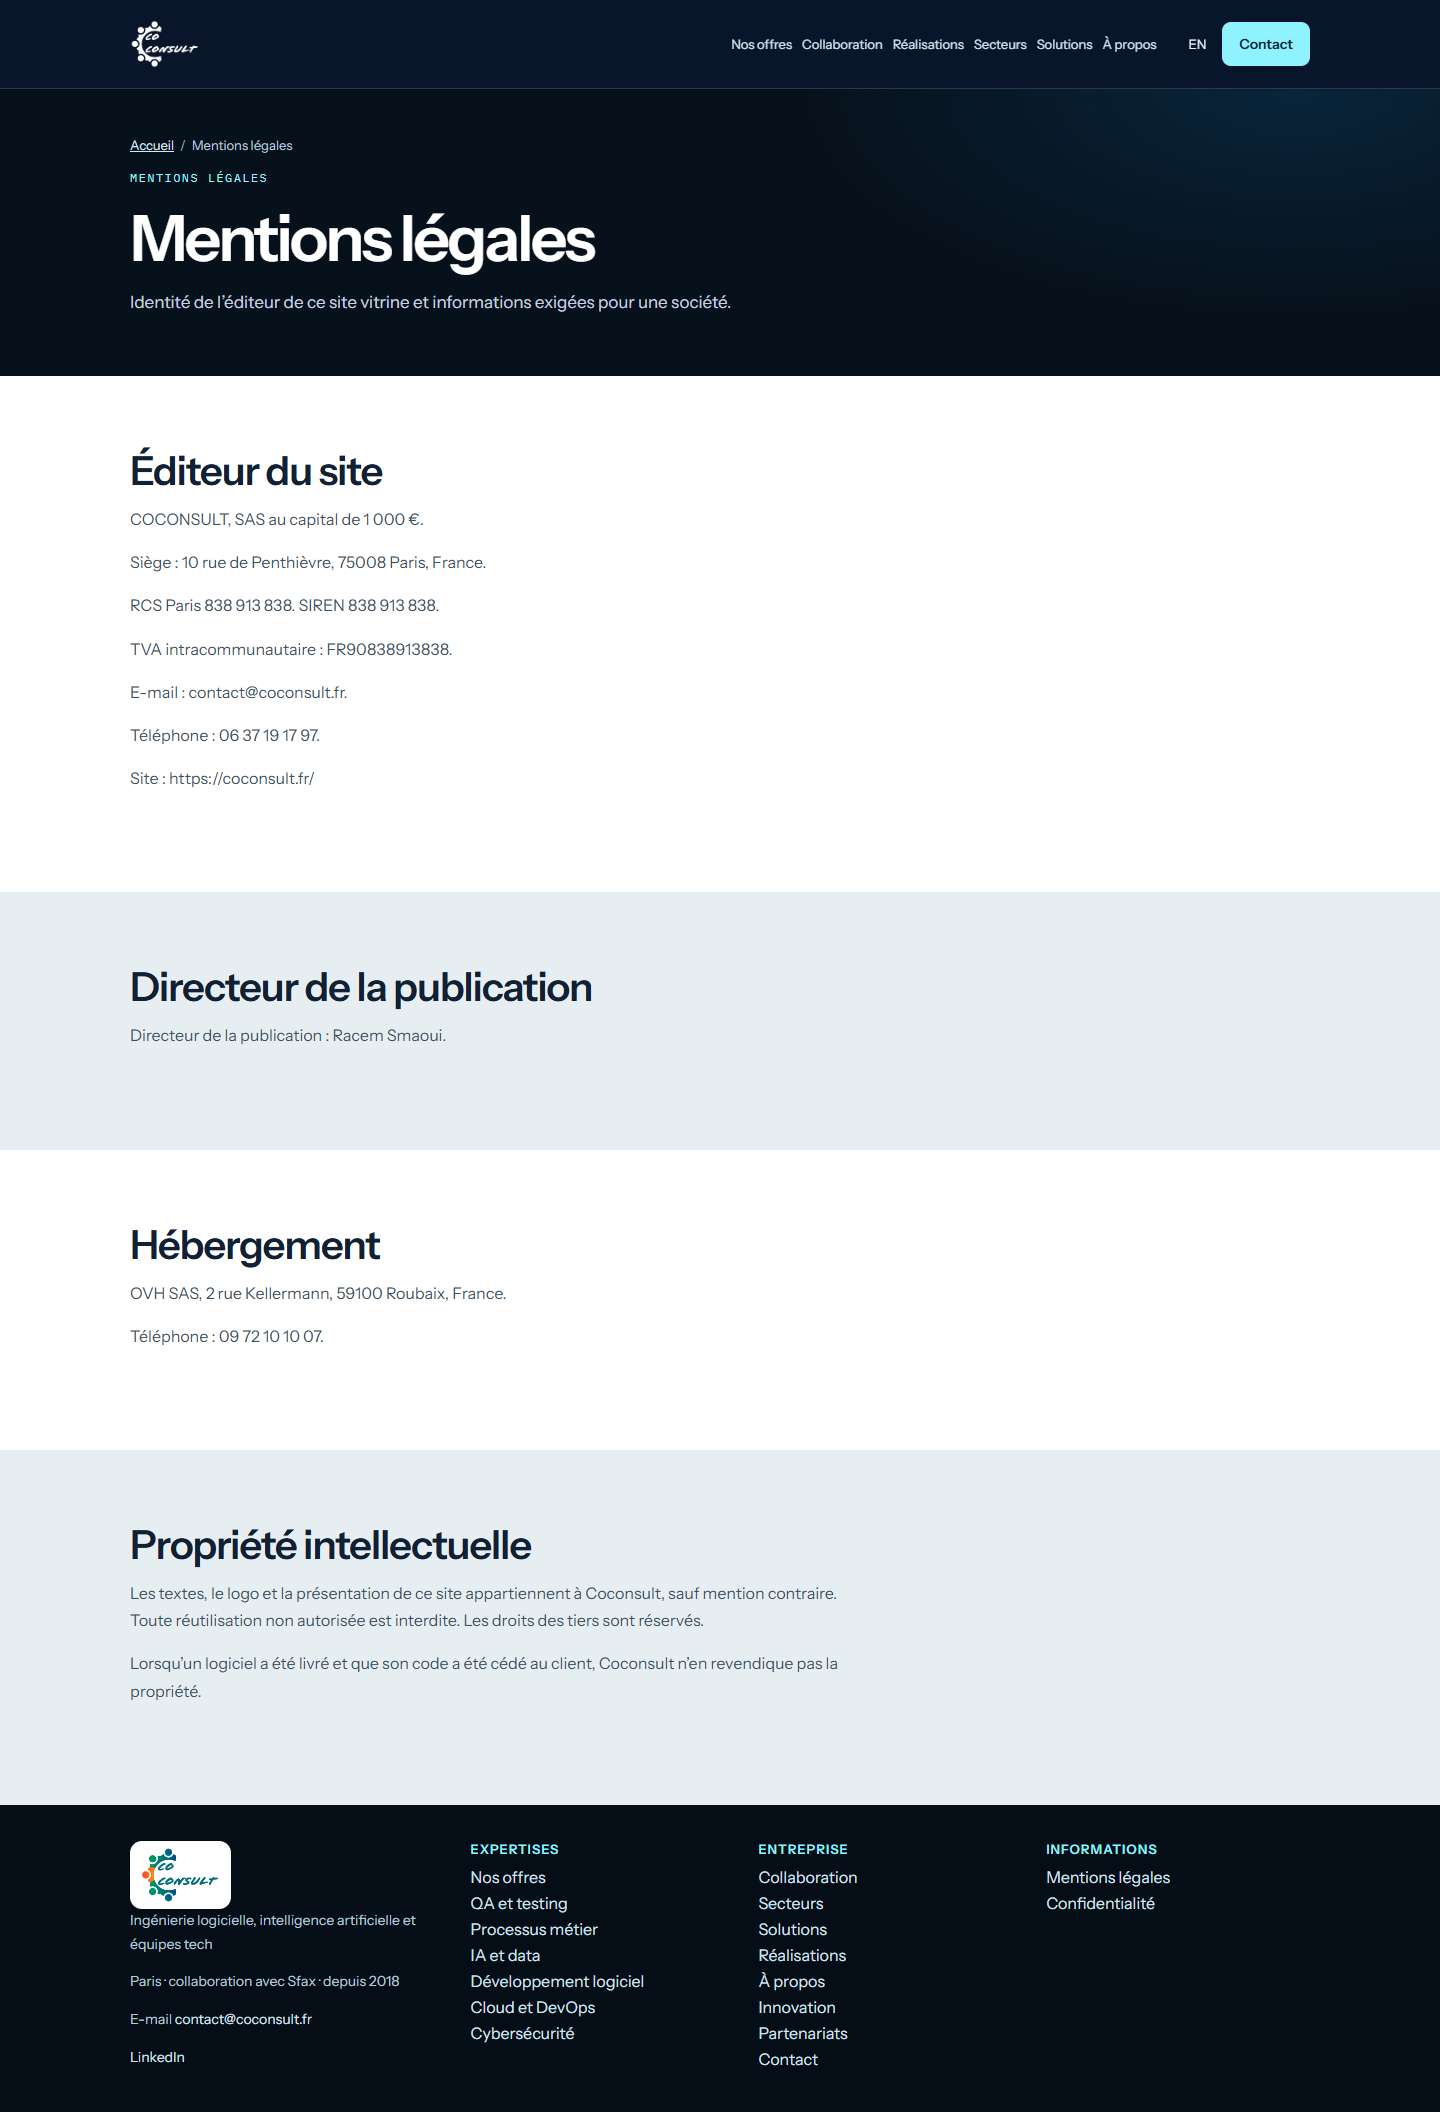 CO
CONSULT
Nos offres Collaboration Réalisations Secteurs Solutions À propos EN Contact
Accueil / Mentions légales
MENTIONS LÉGALES
Mentions légales
Identité de l’éditeur de ce site vitrine et informations exigées pour une société.
Éditeur du site
COCONSULT, SAS au capital de 1 000 €.
Siège : 10 rue de Penthièvre, 75008 Paris, France.
RCS Paris 838 913 838. SIREN 838 913 838.
TVA intracommunautaire : FR90838913838.
E-mail : contact@coconsult.fr.
Téléphone : 06 37 19 17 97.
Site : https://coconsult.fr/
Directeur de la publication
Directeur de la publication : Racem Smaoui.
Hébergement
OVH SAS, 2 rue Kellermann, 59100 Roubaix, France.
Téléphone : 09 72 10 10 07.
Propriété intellectuelle
Les textes, le logo et la présentation de ce site appartiennent à Coconsult, sauf mention contraire.
Toute réutilisation non autorisée est interdite. Les droits des tiers sont réservés.
Lorsqu’un logiciel a été livré et que son code a été cédé au client, Coconsult n’en revendique pas la
propriété.
CO
CONSULT
Ingénierie logicielle, intelligence artificielle et
équipes tech
Paris · collaboration avec Sfax · depuis 2018
E-mail contact@coconsult.fr
LinkedIn
EXPERTISES
Nos offres
QA et testing
Processus métier
IA et data
Développement logiciel
Cloud et DevOps
Cybersécurité
ENTREPRISE
Collaboration
Secteurs
Solutions
Réalisations
À propos
Innovation
Partenariats
Contact
INFORMATIONS
Mentions légales
Confidentialité